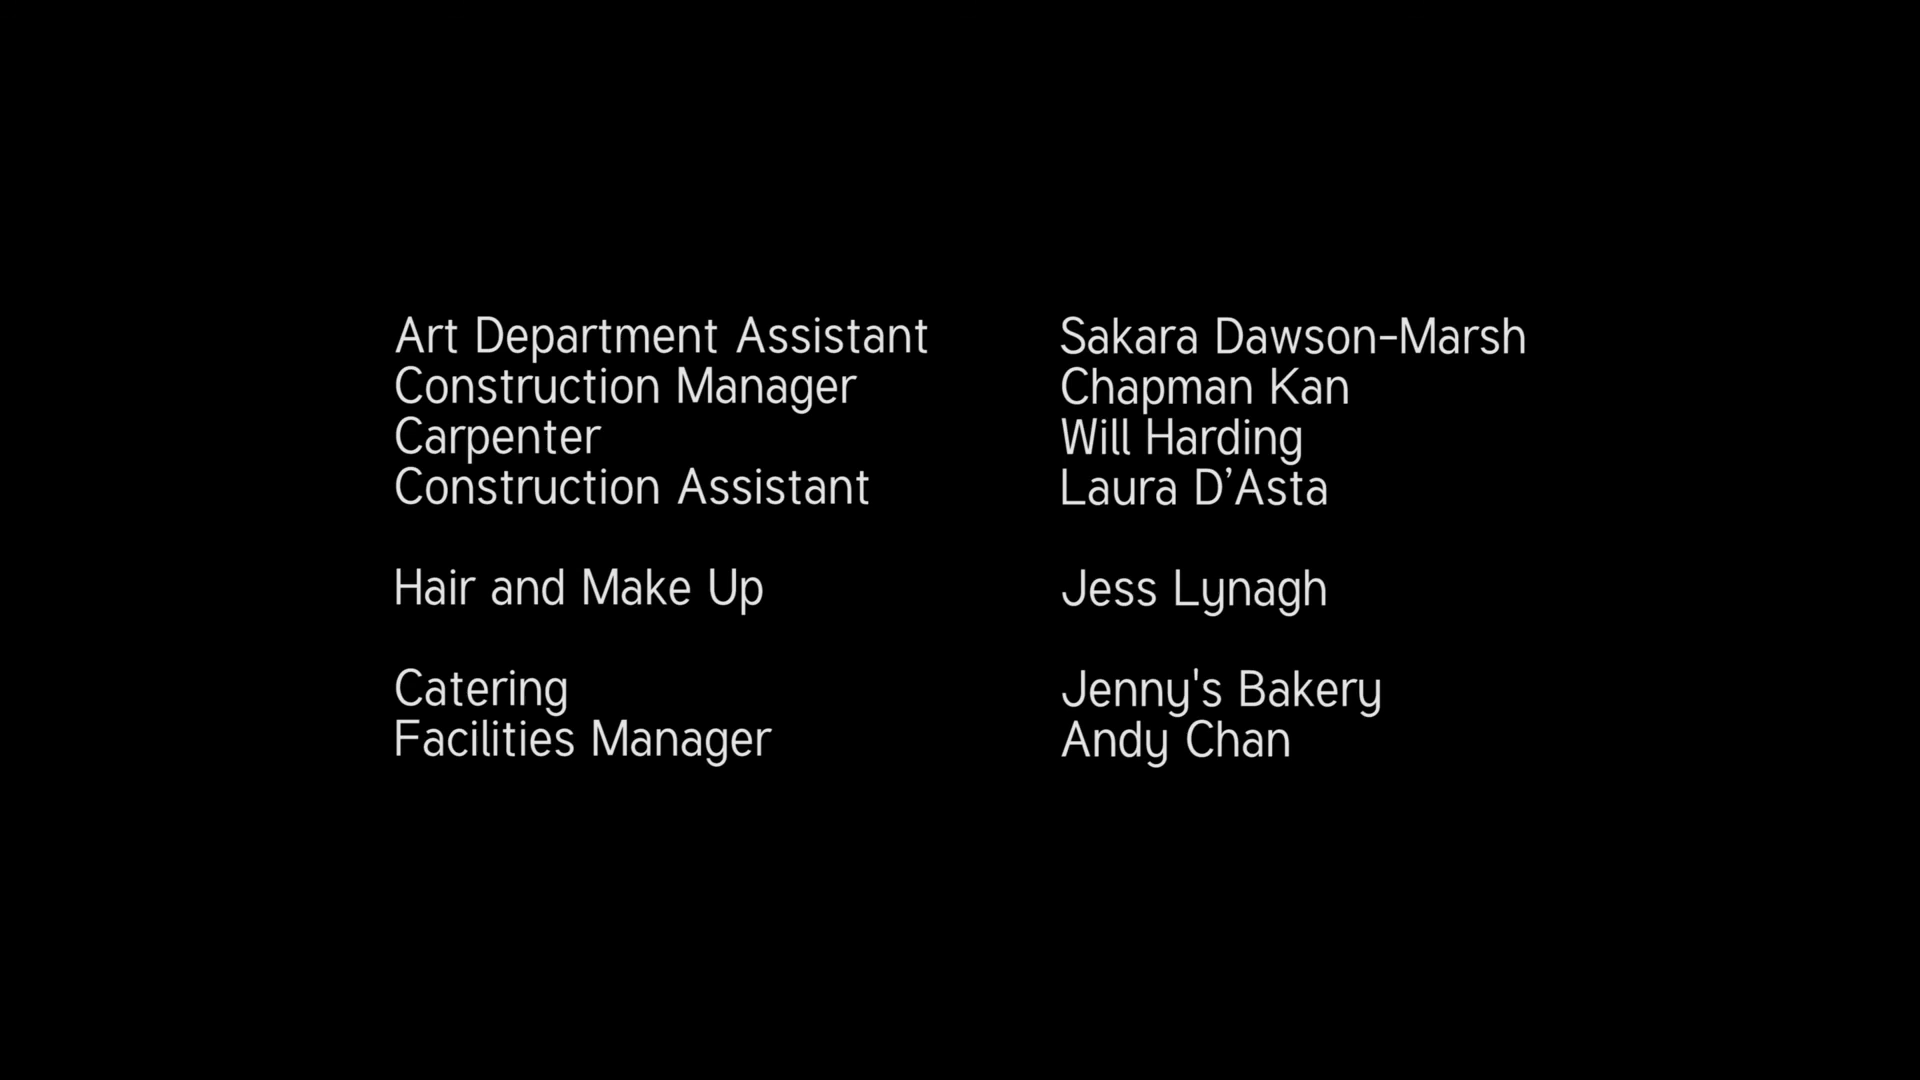 Art Department Assistant Sakara Dawson-Marsh
Construction Manager Chapman Kan
Carpenter Will Harding
Construction Assistant Laura D’Asta
Hair and Make Up Jess Lynagh
Catering Jenny's Bakery
Facilities Manager Andy Chan